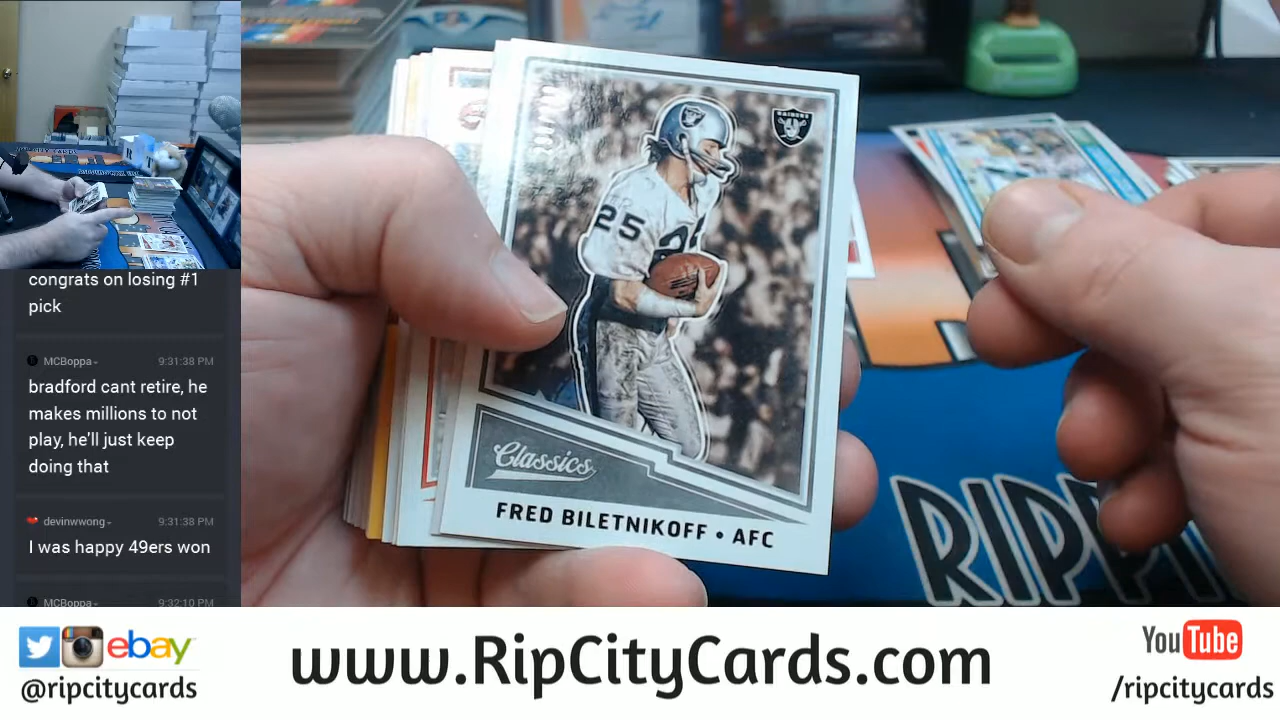 congrats on losing #1
pick
MCBoppa
9:31:38 PM
bradford cant retire, he
makes millions to not
play, he'll just keep
doing that
devinwwong
9:31:38 PM
I was happy 49ers won
MCBoppa
9:32:10 PM
RAIDERS
25
25
Classics
FRED BILETNIKOFF • AFC
RIPPI
ebay
@ripcitycards
www.RipCityCards.com
YouTube
/ripcitycards